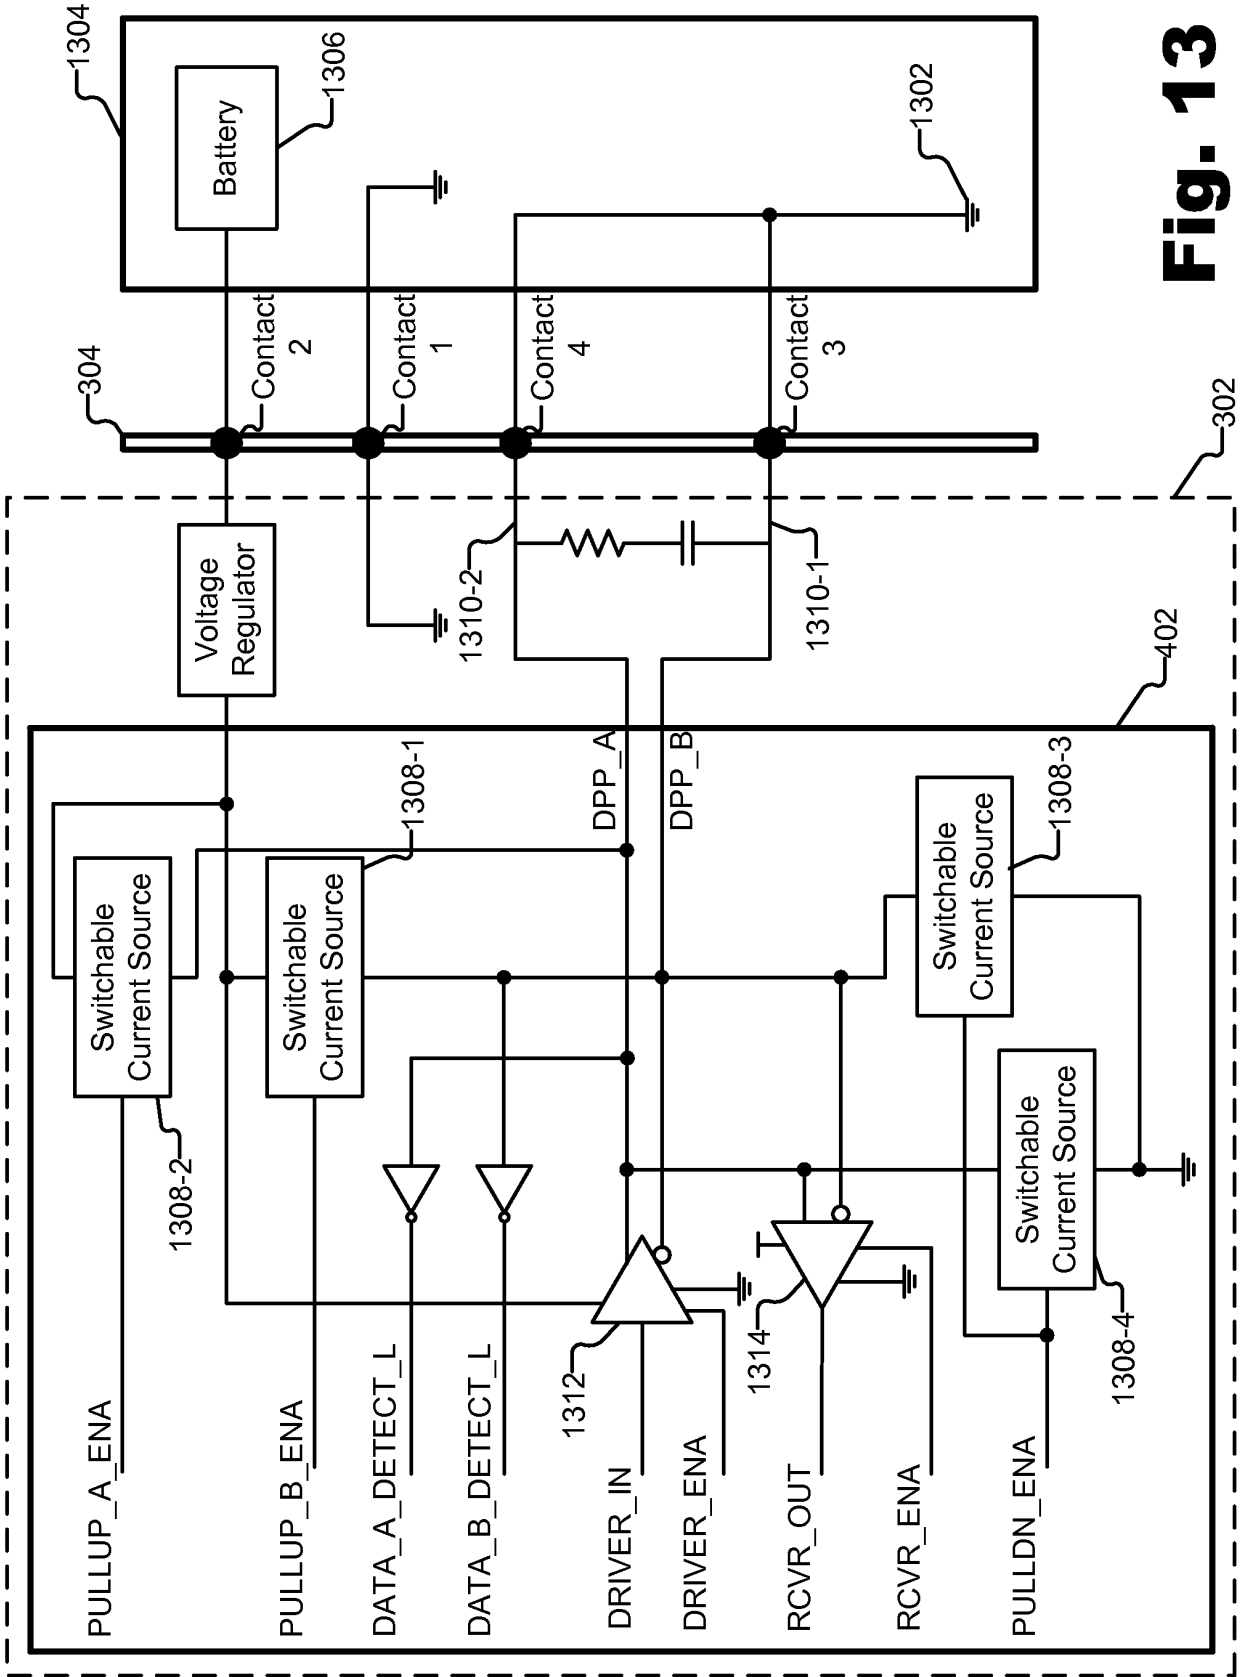 PULLUP_A_ENA
PULLUP_B_ENA
DATA_A_DETECT_L
DATA_B_DETECT_L
DRIVER_IN
DRIVER_ENA
RCVR_OUT
RCVR_ENA
PULLDN_ENA
1308-2
Switchable
Current Source
Switchable
Current Source
1308-1
1312
1314
1308-4
Switchable
Current Source
Switchable
Current Source
1308-3
DPP_A
DPP_B
402
Voltage
Regulator
1310-2
1310-1
302
304
Contact
2
Contact
1
Contact
4
Contact
3
1304
Battery
1306
1302
Fig. 13